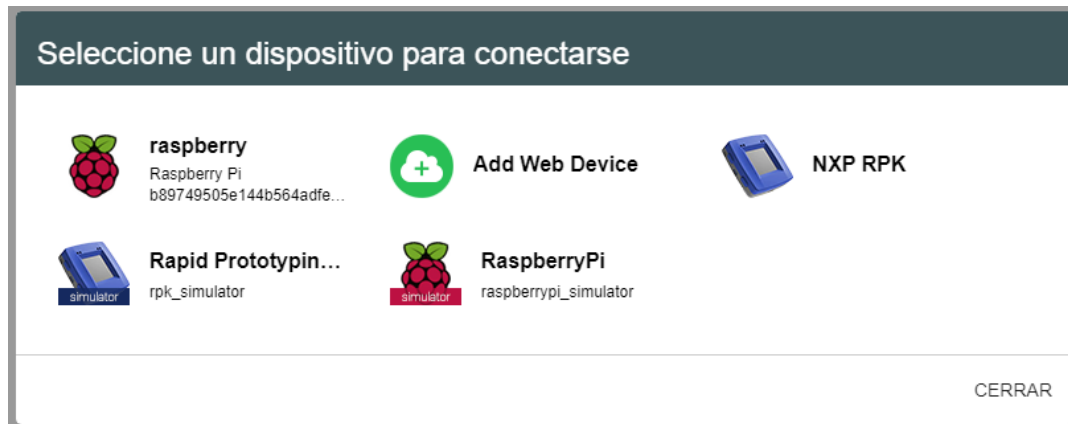 Seleccione un dispositivo para conectarse
raspberry
Raspberry Pi
b89749505e144b564adfe...
Add Web Device
NXP RPK
simulator
Rapid Prototypin...
rpk_simulator
simulator
RaspberryPi
raspberrypi_simulator
CERRAR